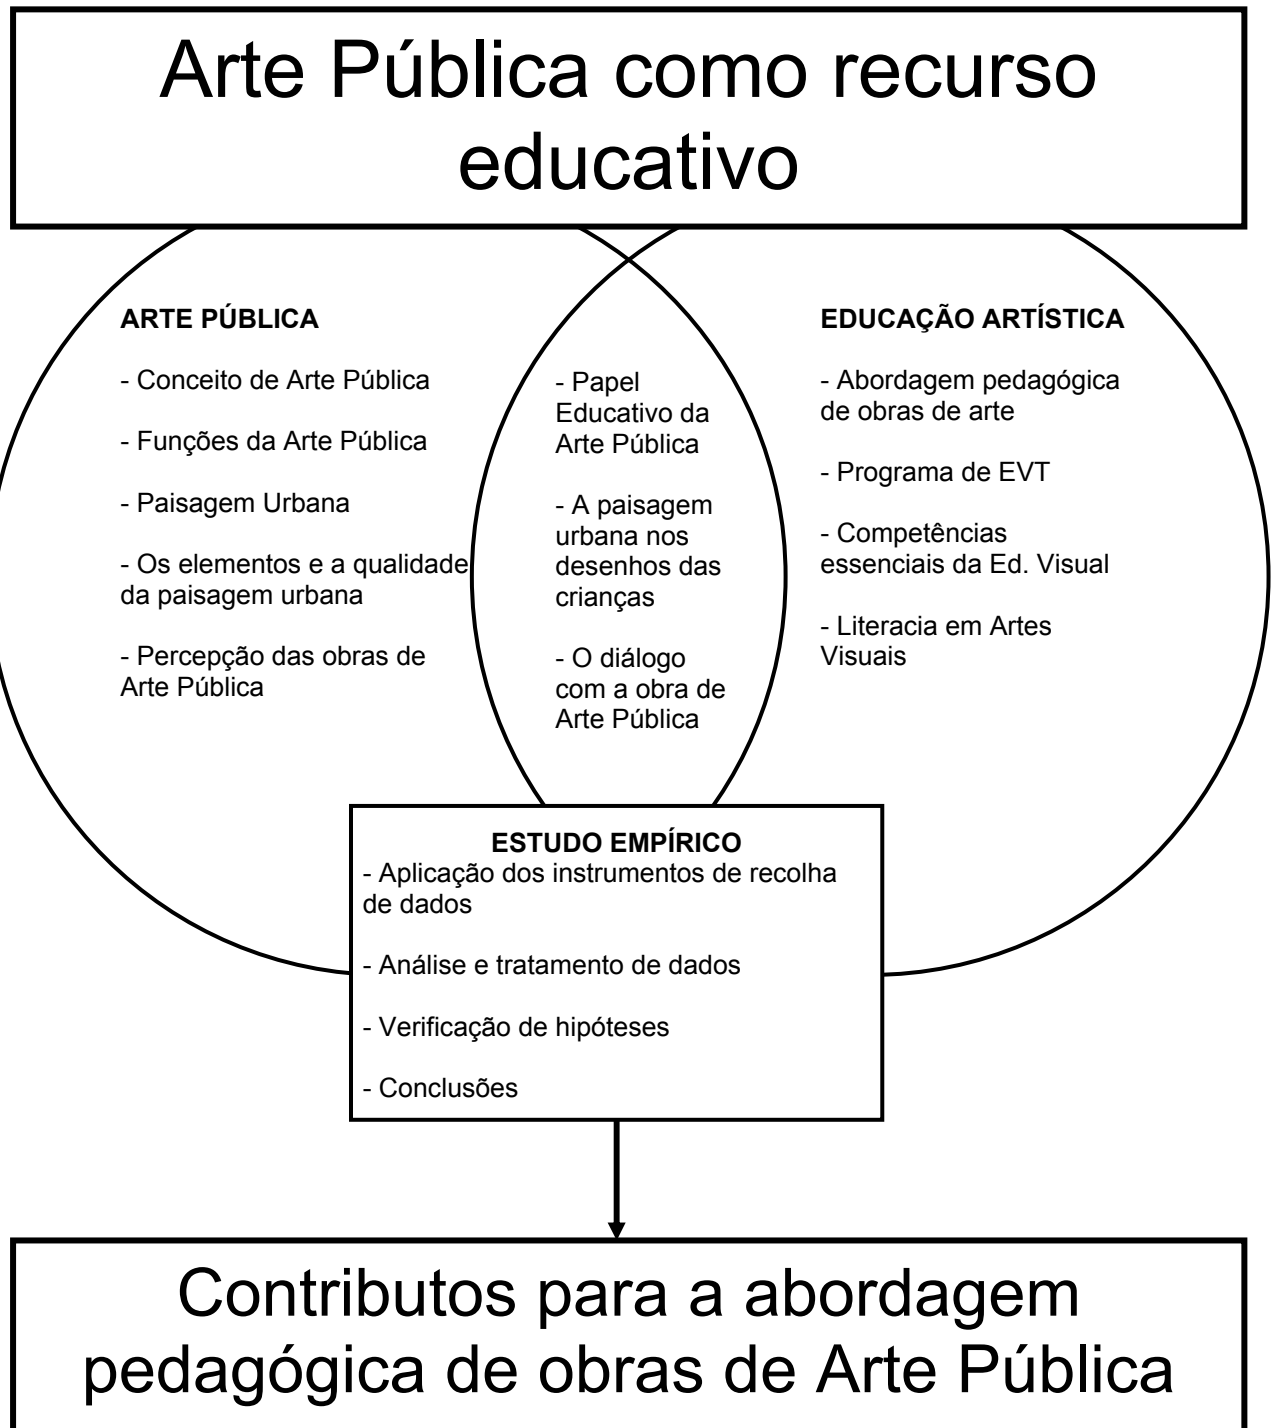 Arte Pública como recurso
educativo
ARTE PÚBLICA
- Conceito de Arte Pública
- Funções da Arte Pública
- Paisagem Urbana
- Os elementos e a qualidade
da paisagem urbana
- Percepção das obras de
Arte Pública
- Papel
Educativo da
Arte Pública
- A paisagem
urbana nos
desenhos das
crianças
- O diálogo
com a obra de
Arte Pública
EDUCAÇÃO ARTÍSTICA
- Abordagem pedagógica
de obras de arte
- Programa de EVT
- Competências
essenciais da Ed. Visual
- Literacia em Artes
Visuais
ESTUDO EMPÍRICO
- Aplicação dos instrumentos de recolha
de dados
- Análise e tratamento de dados
- Verificação de hipóteses
- Conclusões
Contributos para a abordagem
pedagógica de obras de Arte Pública